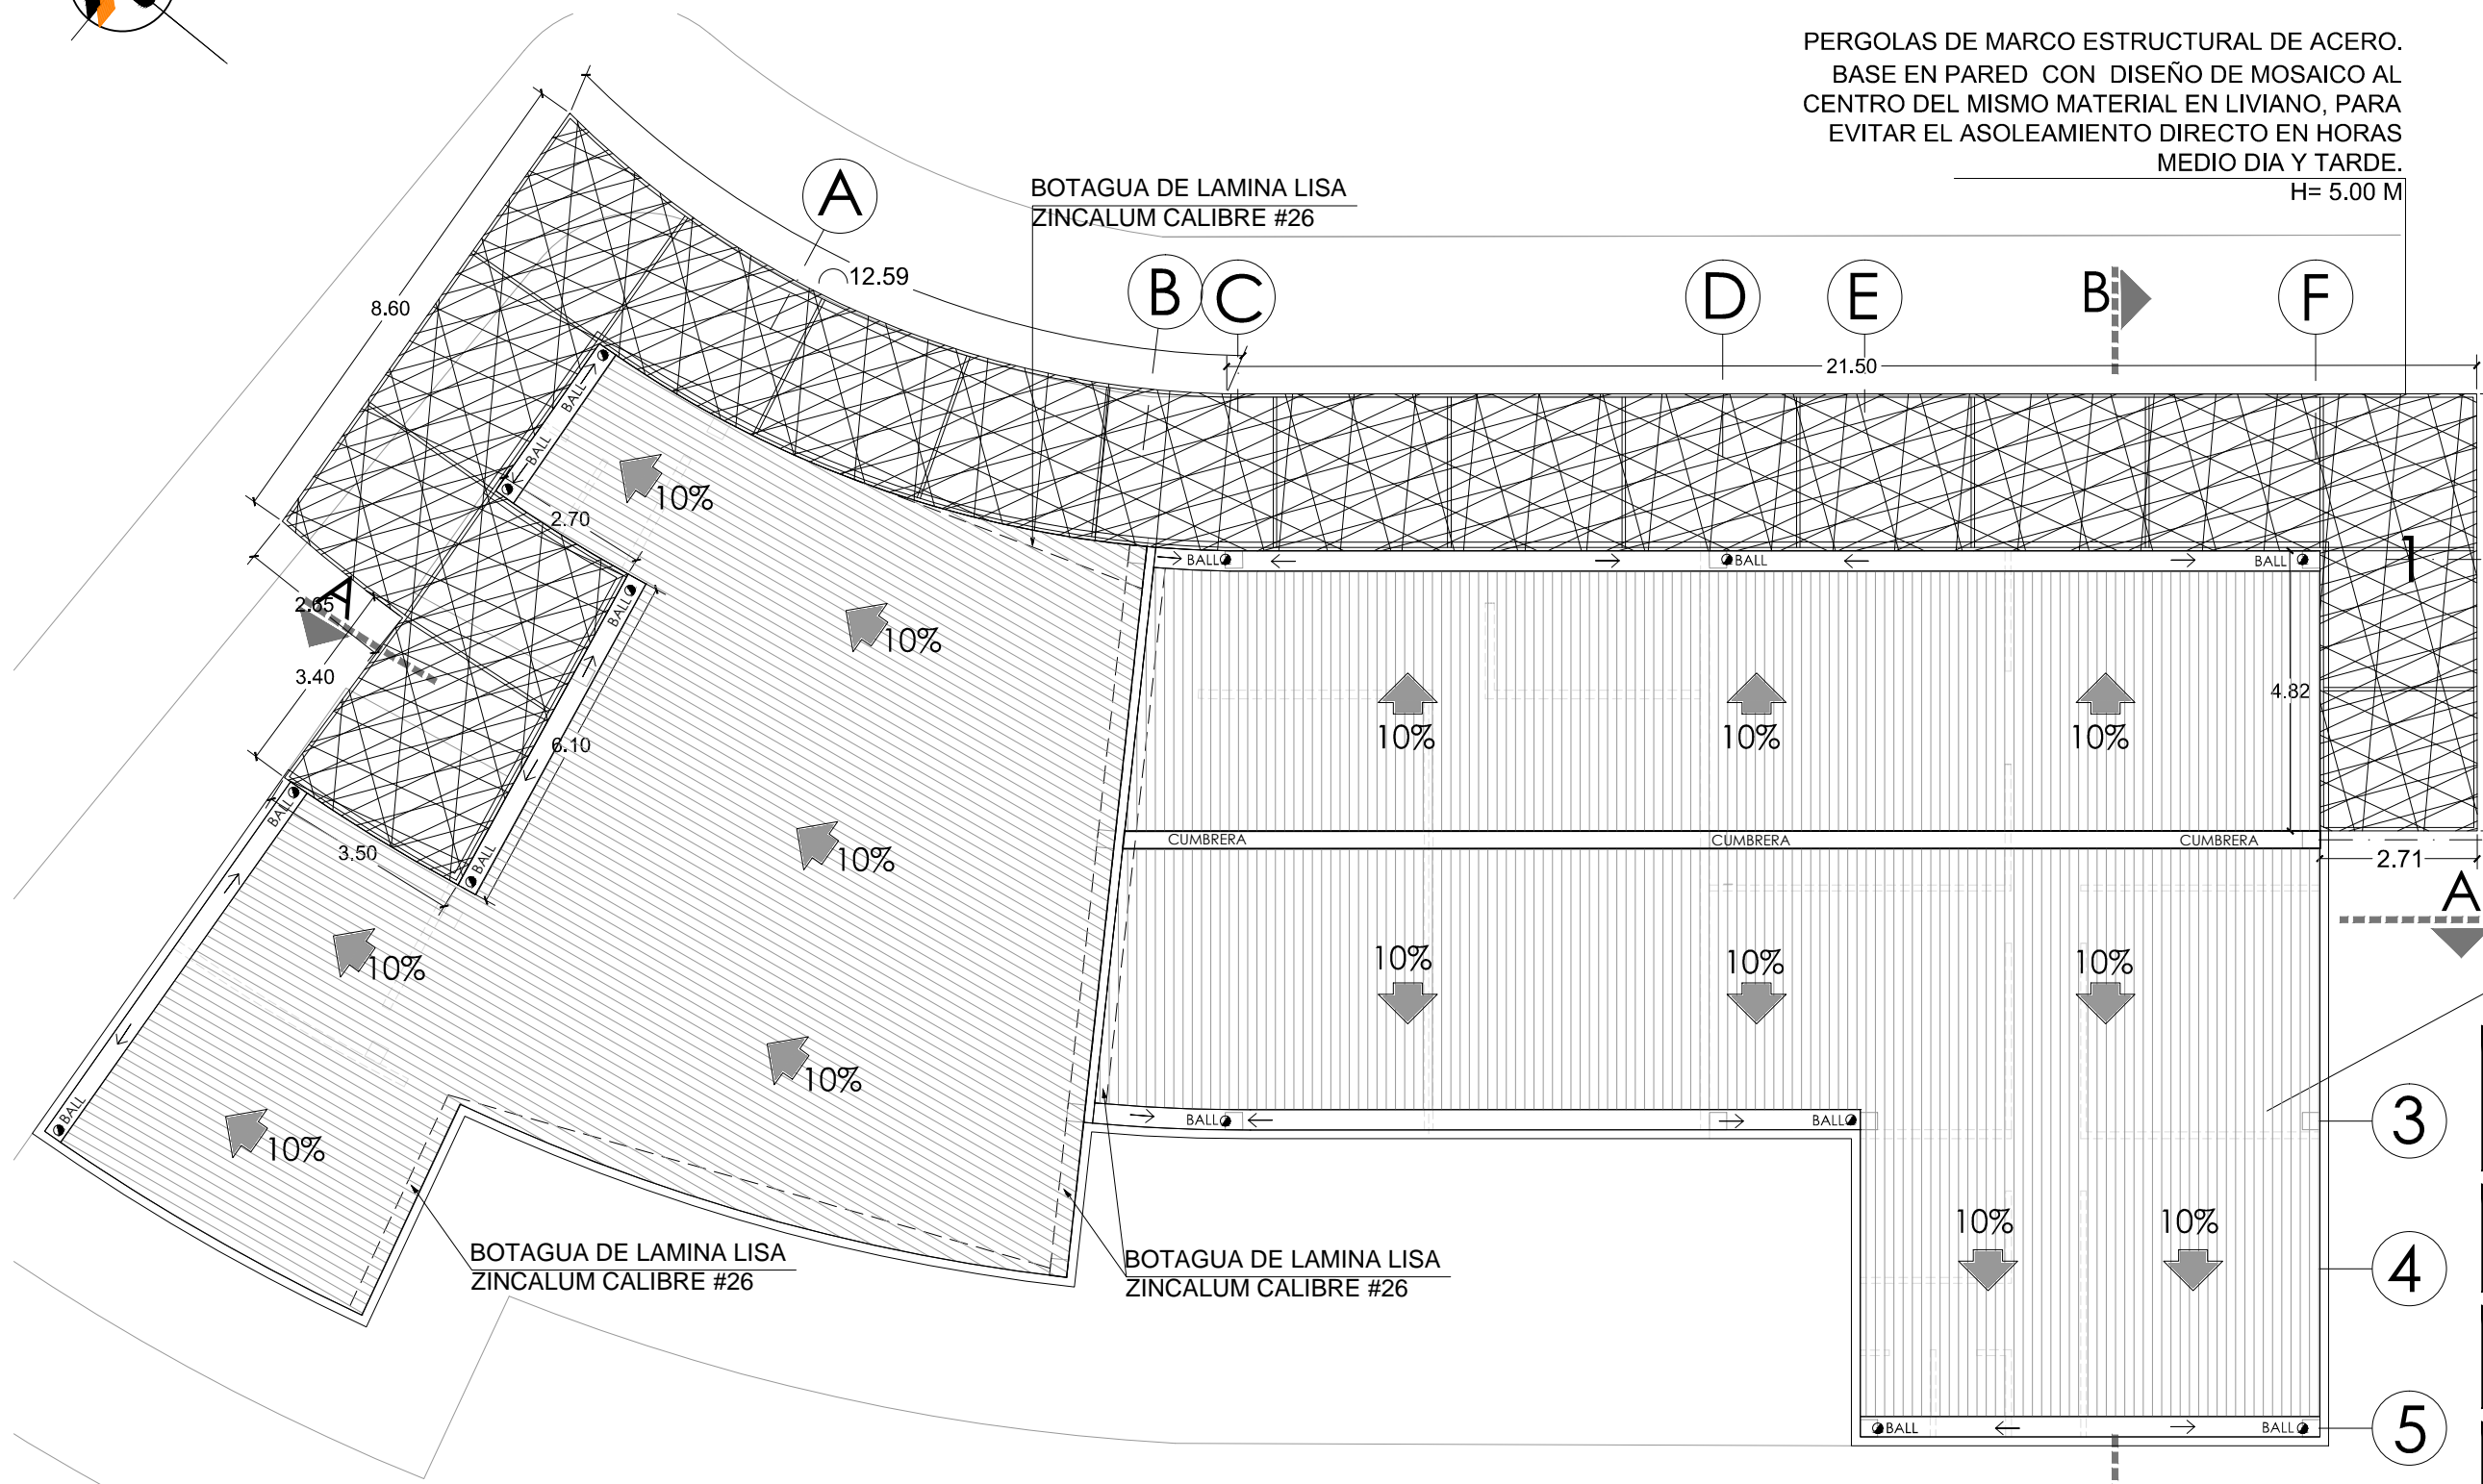 PERGOLAS DE MARCO ESTRUCTURAL DE ACERO.
BASE EN PARED CON DISEÑO DE MOSAICO AL
CENTRO DEL MISMO MATERIAL EN LIVIANO, PARA
EVITAR EL ASOLEAMIENTO DIRECTO EN HORAS
MEDIO DIA Y TARDE.
H= 5.00 M
BOTAGUA DE LAMINA LISA
ZINCALUM CALIBRE #26
A
12.59
8.60
B
C
D
E
B
F
21.50
BALL
BALL
10%
2.70
BALL
BALL
BALL
1
2.65
A
BALL
10%
3.40
4.82
6.10
10%
10%
10%
BALL
3.50
BALL
10%
CUMBRERA
CUMBRERA
CUMBRERA
2.71
A
10%
10%
10%
10%
10%
BALL
BALL
BALL
3
10%
10%
10%
BOTAGUA DE LAMINA LISA
ZINCALUM CALIBRE #26
BOTAGUA DE LAMINA LISA
ZINCALUM CALIBRE #26
4
BALL
BALL
5